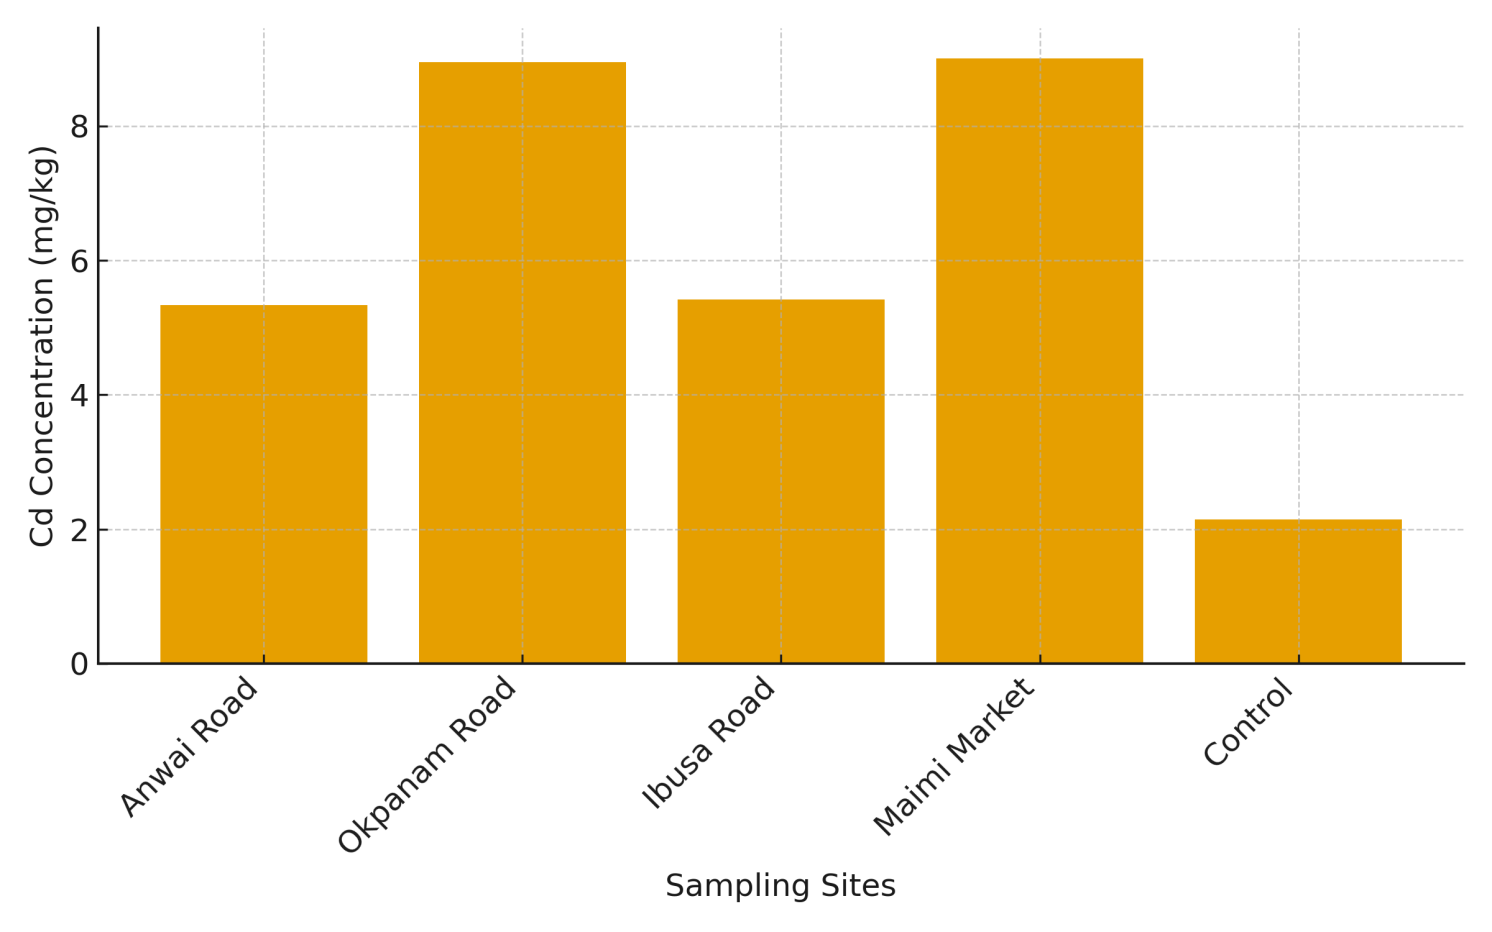 Cd Concentration (mg/kg)
8
6
4
2
0
Anwai Road
Okpanam Road
Ibusa Road
Maimi Market
Control
Sampling Sites